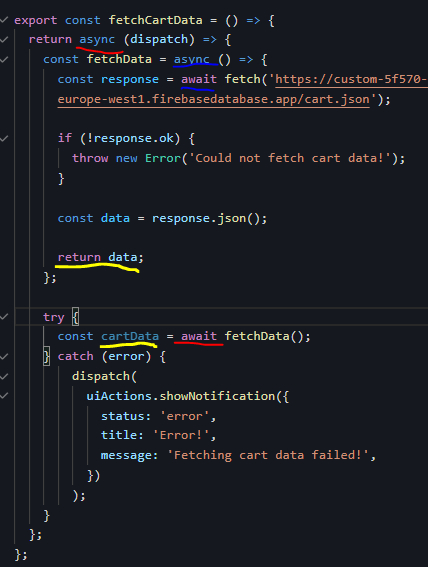 export const fetchCartData = () => {
return async (dispatch) => {
const fetchData = async () => {
const response = await fetch('https://custom-5f570-
europe-west1.firebasedatabase.app/cart.json');
if (!response.ok) {
throw new Error('Could not fetch cart data!');
}
const data = response.json();
return data;
};
try {
const cartData = await fetchData();
} catch (error) {
dispatch(
uiActions.showNotification({
status: 'error',
title: 'Error!',
message: 'Fetching cart data failed!',
})
);
}
};
};